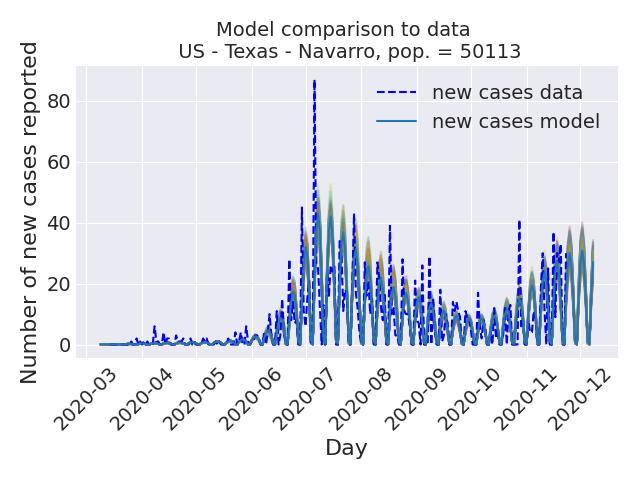 Model comparison to data
US - Texas - Navarro, pop. = 50113
Number of new cases reported
80
60
40
20
0
new cases data
new cases model
2020-03
2020-04
2020-05
2020-06
2020-07
2020-08
2020-09
2020-10
2020-11
2020-12
Day